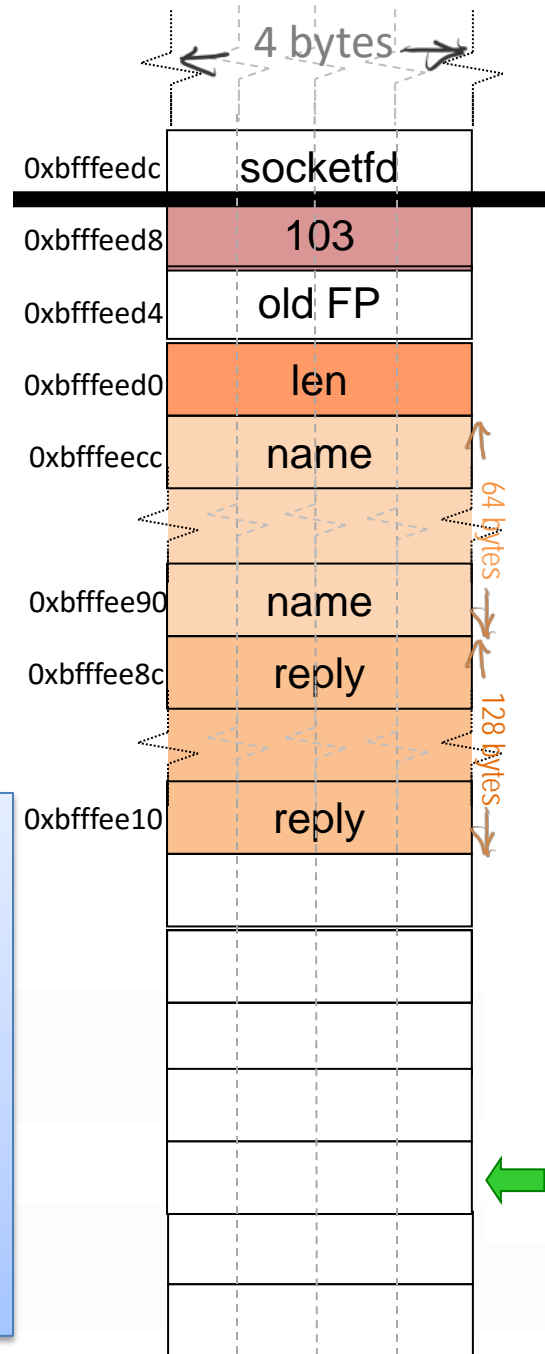 4 bytes
0xbfffeedc socketfd
0xbfffeed8 103
0xbfffeed4 old FP
0xbfffeed0 len
0xbfffeecc name
64 bytes
0xbfffee90 name
0xbfffee8c reply
128 bytes
0xbfffee10 reply